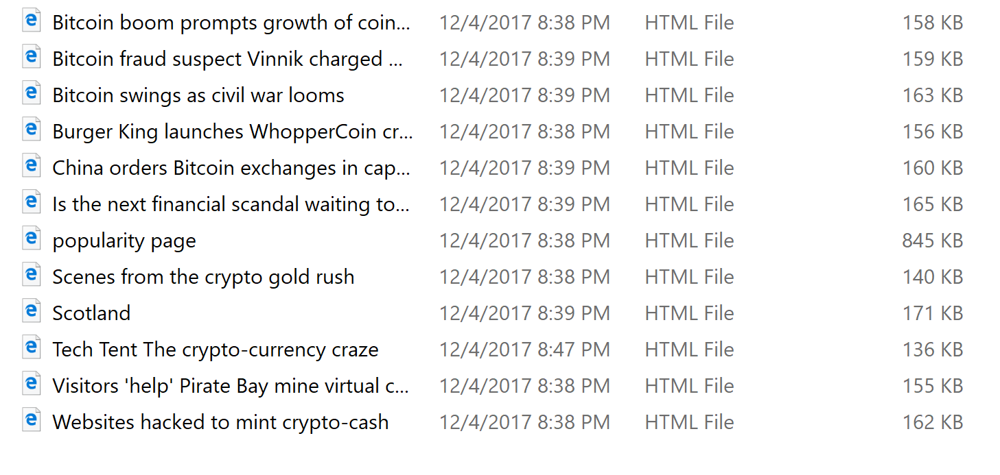 Bitcoin boom prompts growth of coin... 12/4/2017 8:38 PM HTML File 158 KB
Bitcoin fraud suspect Vinnik charged ... 12/4/2017 8:39 PM HTML File 159 KB
Bitcoin swings as civil war looms 12/4/2017 8:39 PM HTML File 163 KB
Burger King launches WhopperCoin cr... 12/4/2017 8:38 PM HTML File 156 KB
China orders Bitcoin exchanges in cap... 12/4/2017 8:39 PM HTML File 160 KB
Is the next financial scandal waiting to... 12/4/2017 8:39 PM HTML File 165 KB
popularity page 12/4/2017 8:38 PM HTML File 845 KB
Scenes from the crypto gold rush 12/4/2017 8:38 PM HTML File 140 KB
Scotland 12/4/2017 8:39 PM HTML File 171 KB
Tech Tent The crypto-currency craze 12/4/2017 8:47 PM HTML File 136 KB
Visitors 'help' Pirate Bay mine virtual c... 12/4/2017 8:38 PM HTML File 155 KB
Websites hacked to mint crypto-cash 12/4/2017 8:38 PM HTML File 162 KB